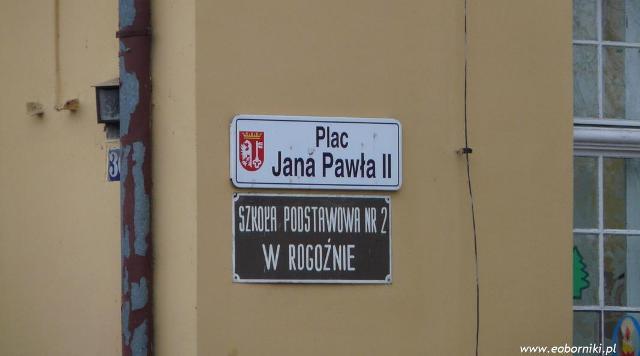 Plac
Jana Pawła II
SZKOŁA PODSTAWOWA NR 2
W ROGOŹNIE
3
www.eoborniki.pl